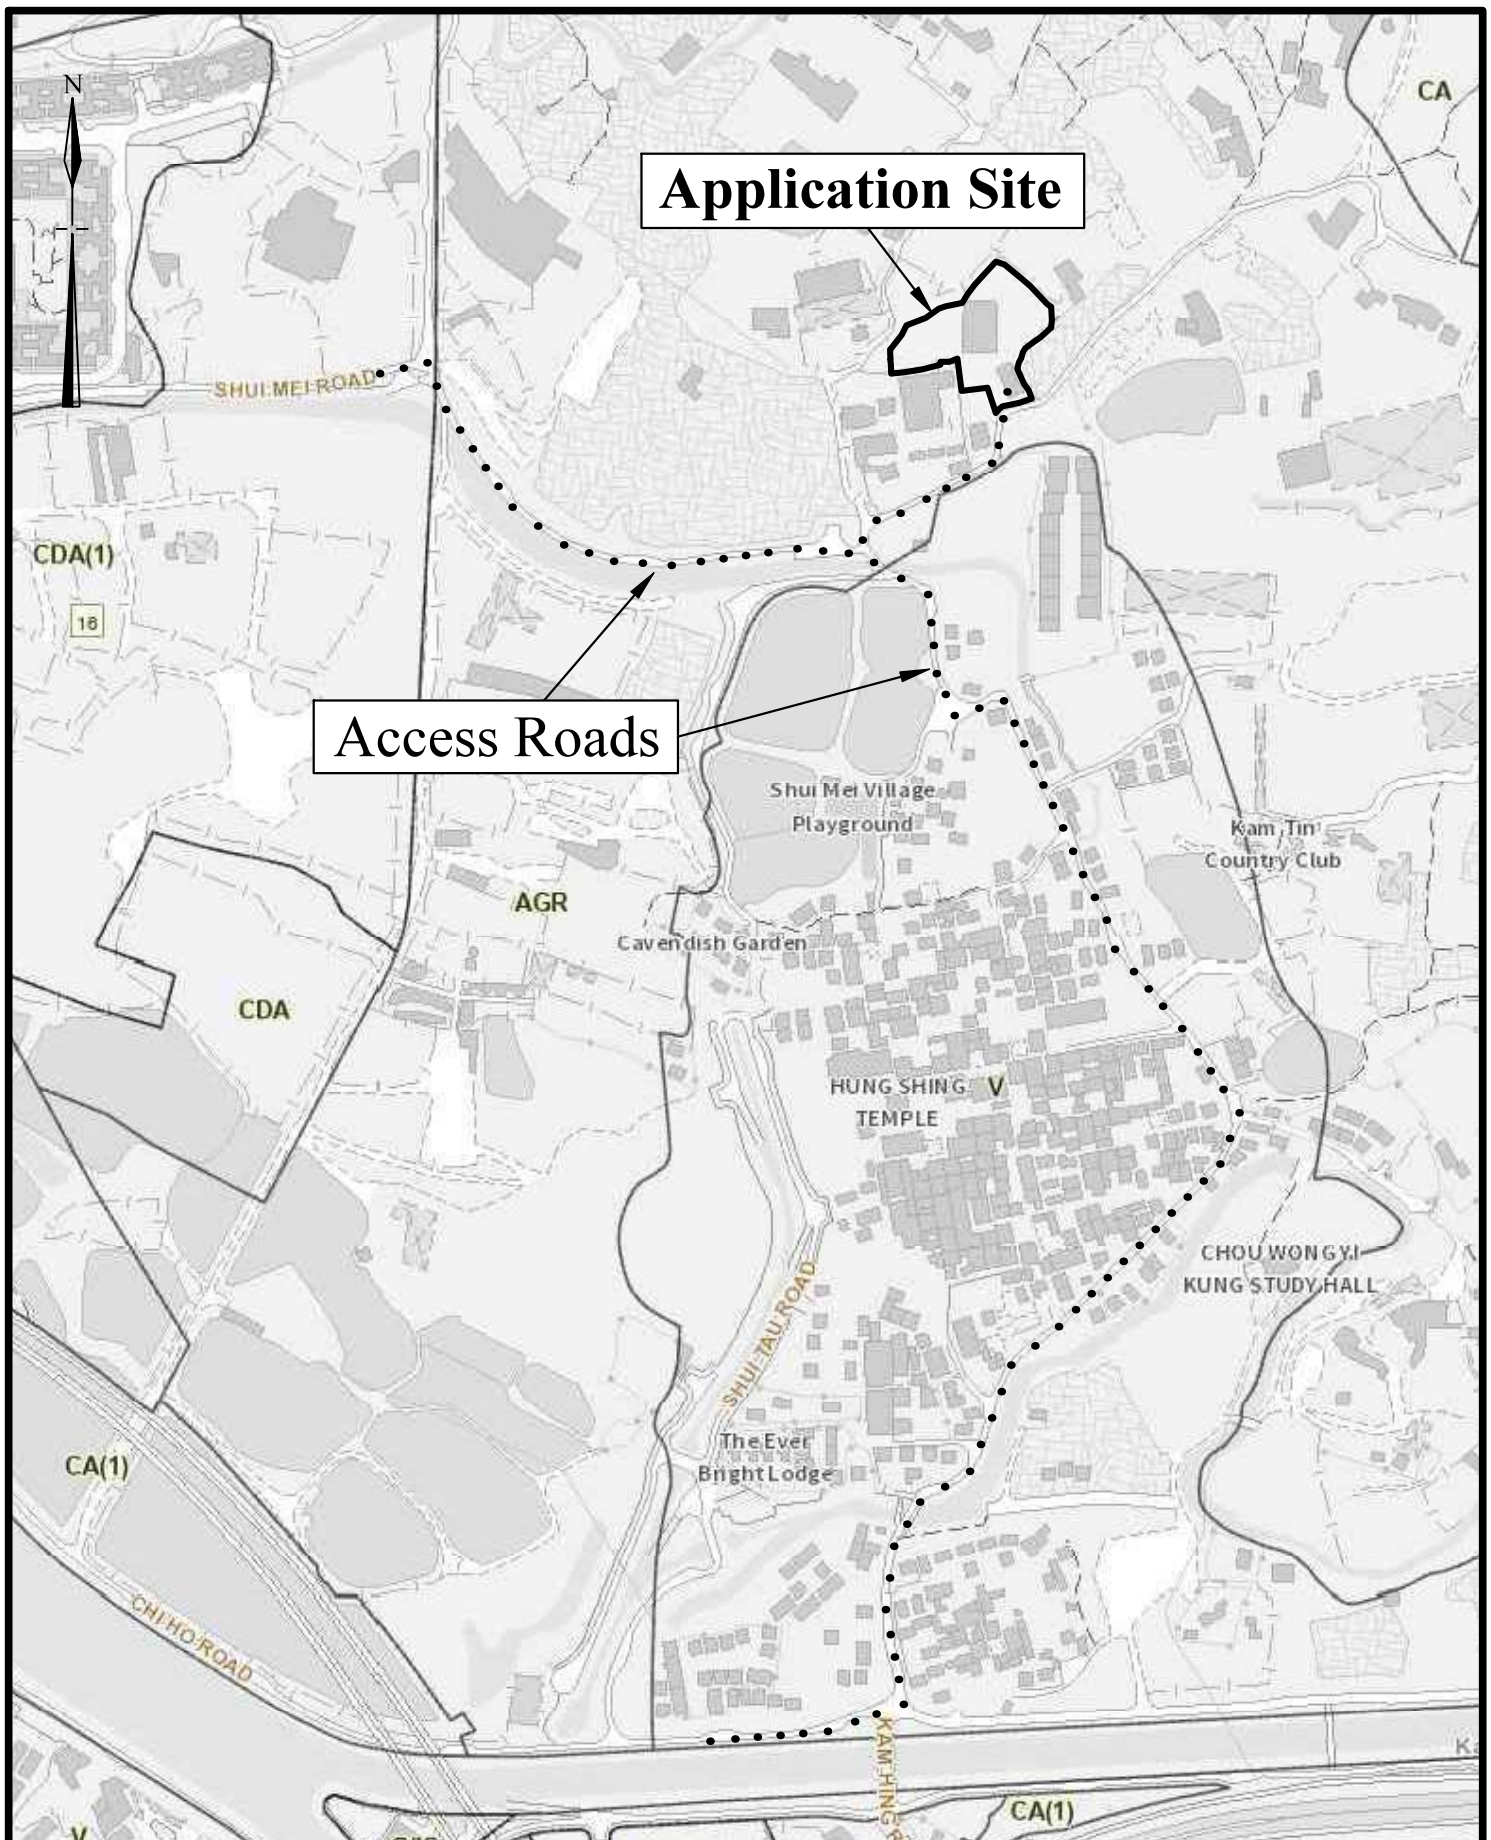 N
CA
Application Site
SHUI MEI ROAD
CDA(1)
16
Access Roads
Shui Mei Village
Playground
Kam Tin
Country Club
AGR
Cavendish Garden
CDA
HUNG SHING
TEMPLE
V
CHOU WONG YI
KUNG STUDY HALL
SHUI TAU ROAD
The Ever
Bright Lodge
CA(1)
CHI HO ROAD
KAM HING
CA(1)
V